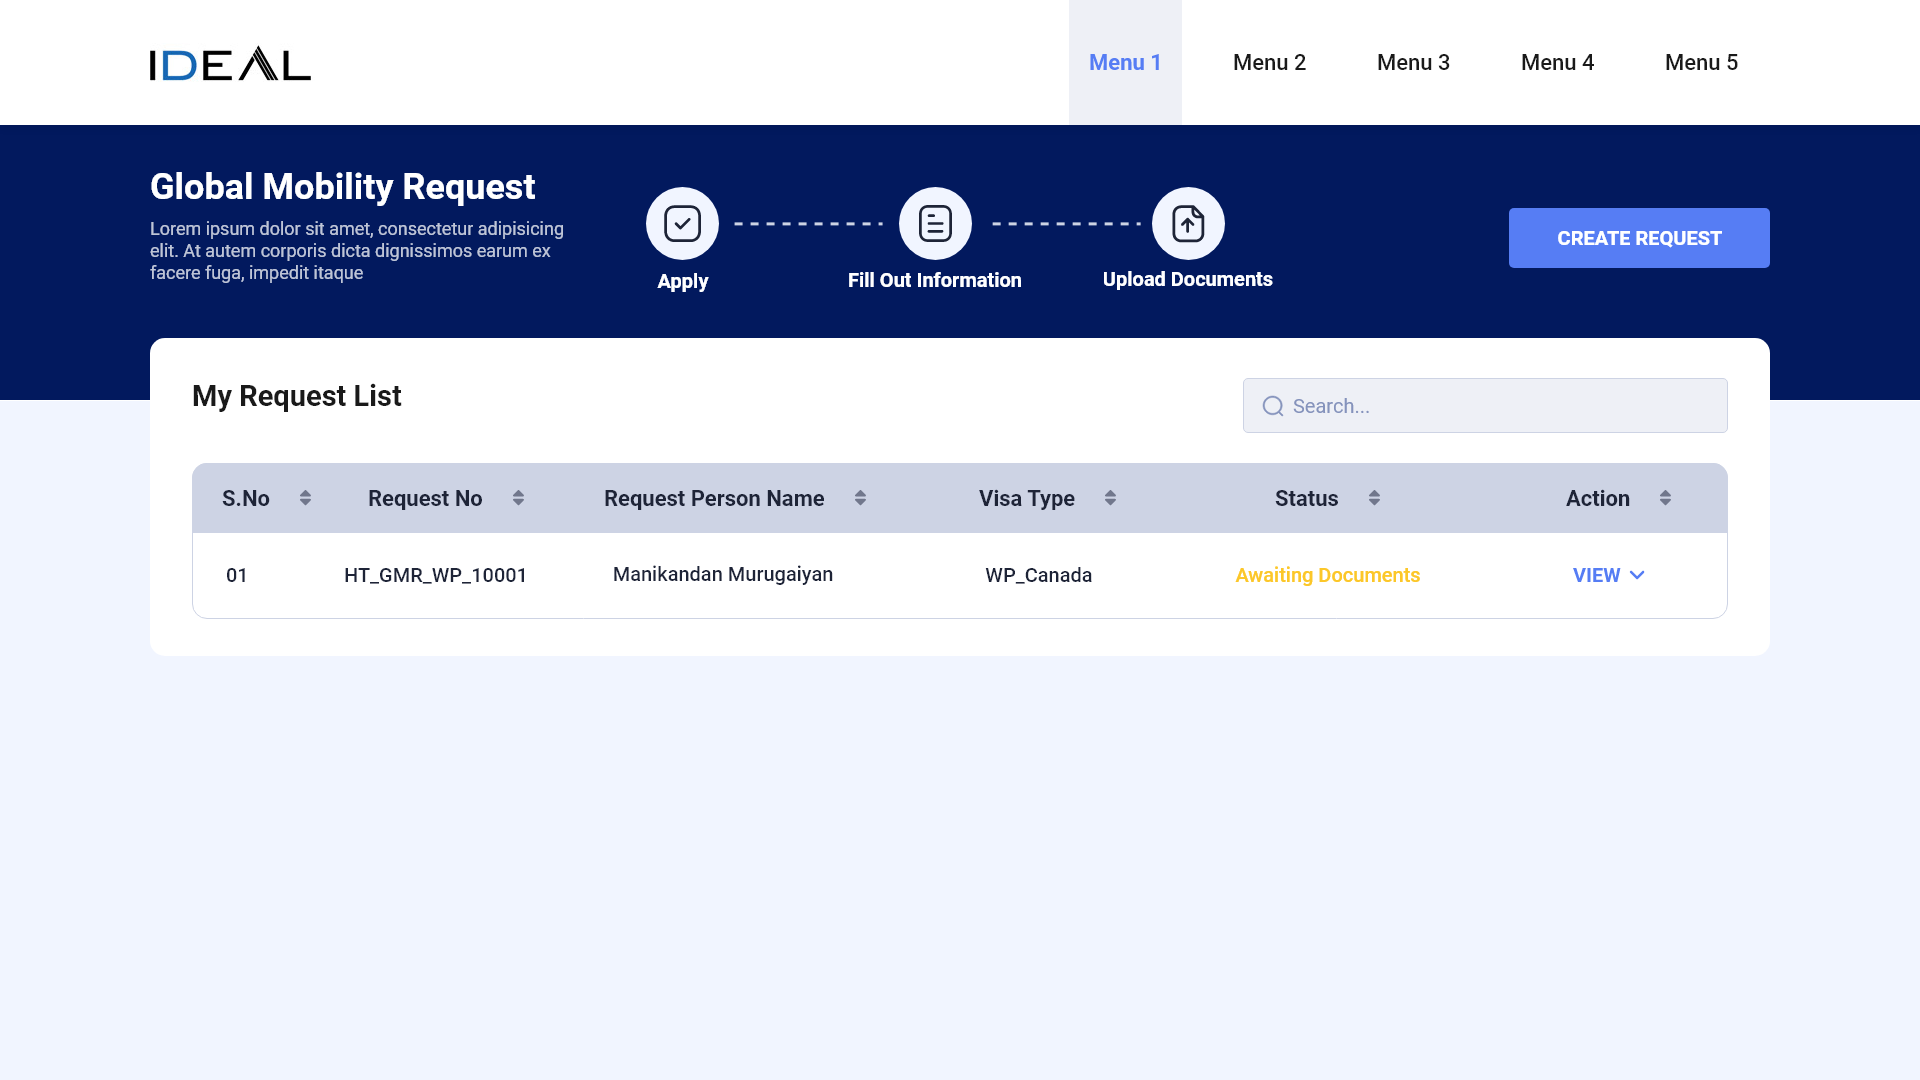 IDEAL
Menu 1
Menu 2
Menu 3
Menu 4
Menu 5
Global Mobility Request
Lorem ipsum dolor sit amet, consectetur adipisicing
elit. At autem corporis dicta dignissimos earum ex
facere fuga, impedit itaque
Apply
Fill Out Information
Upload Documents
CREATE REQUEST
My Request List
Search...
S.No
Request No
Request Person Name
Visa Type
Status
Action
01
HT_GMR_WP_10001
Manikandan Murugaiyan
WP_Canada
Awaiting Documents
VIEW